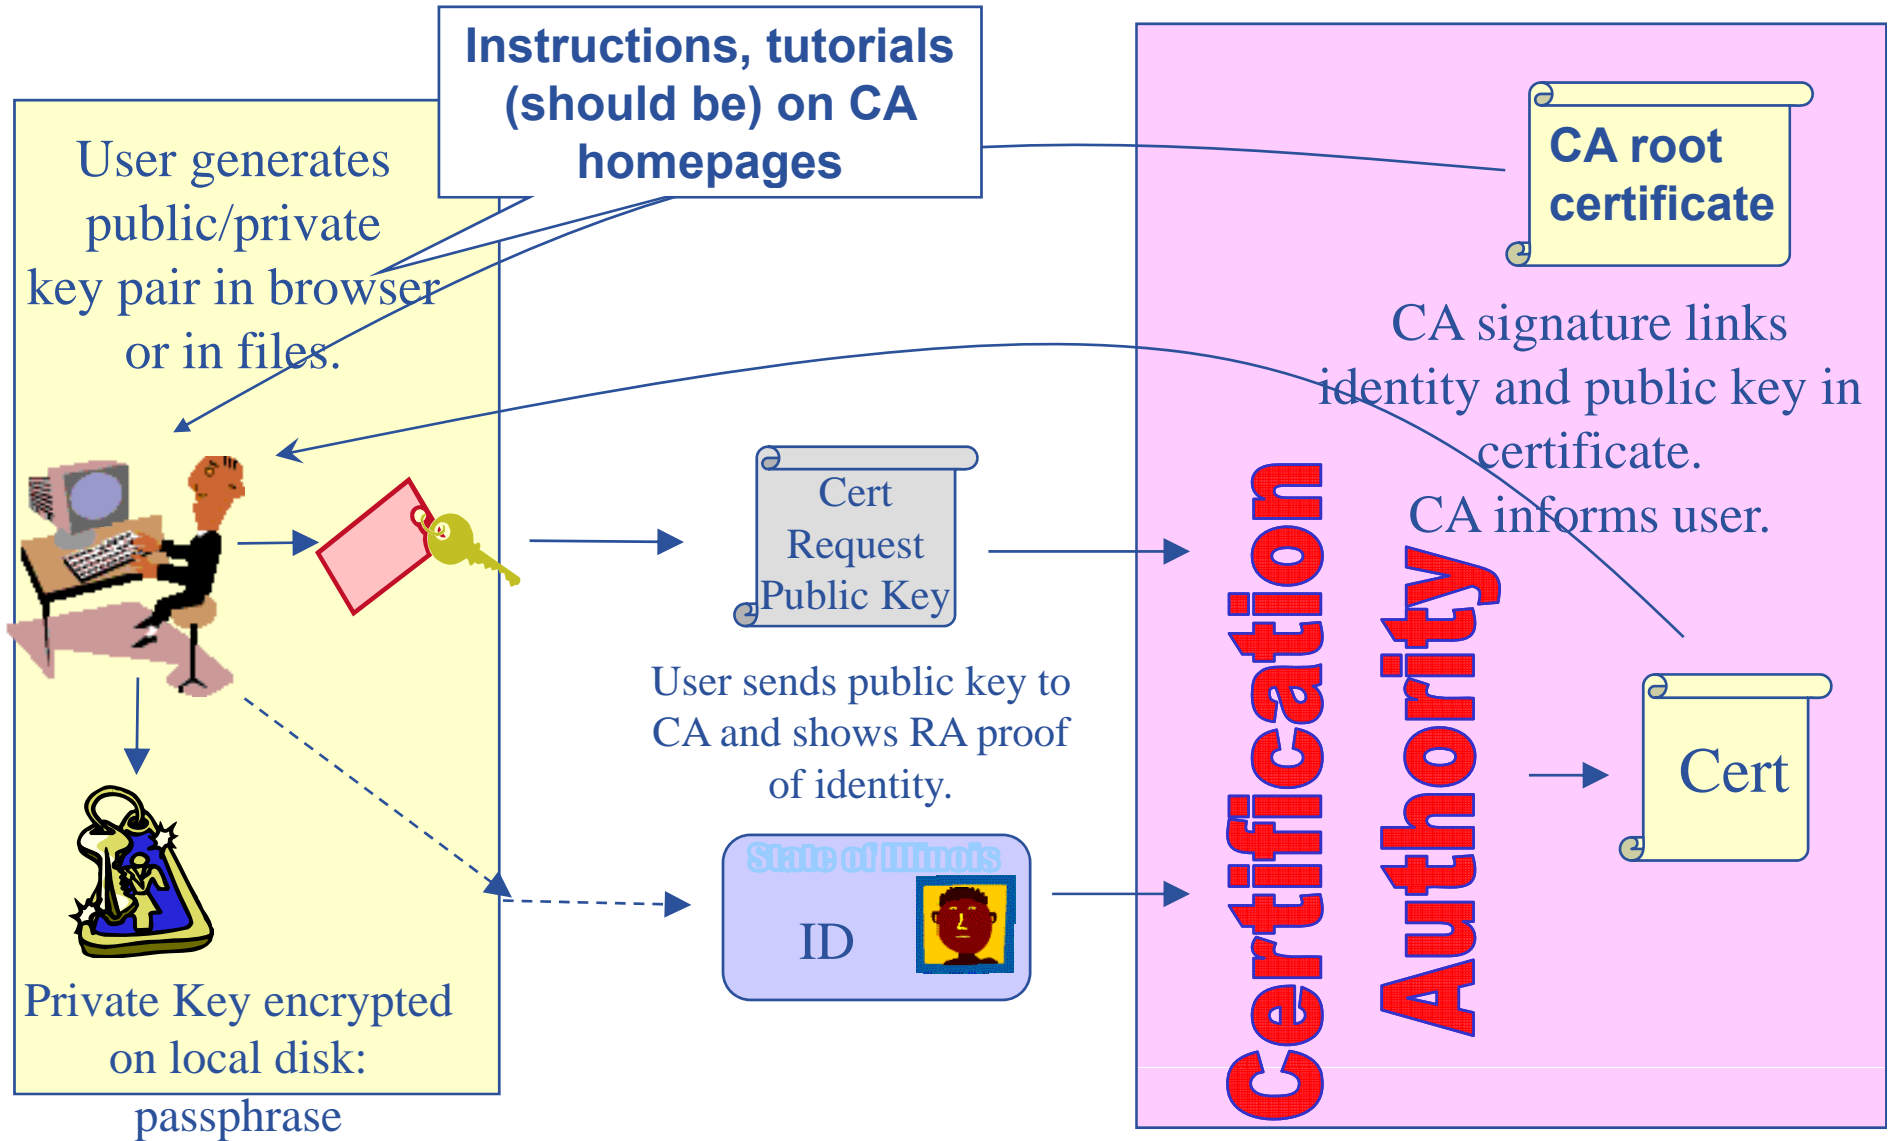 Instructions, tutorials
(should be) on CA
homepages
User generates
public/private
key pair in browser
or in files.
CA root
certificate
CA signature links
identity and public key in
certificate.
CA informs user.
Cert
Request
Public Key
User sends public key to
CA and shows RA proof
of identity.
State of Illinois
ID
Certification
Authority
Cert
Private Key encrypted
on local disk:
passphrase